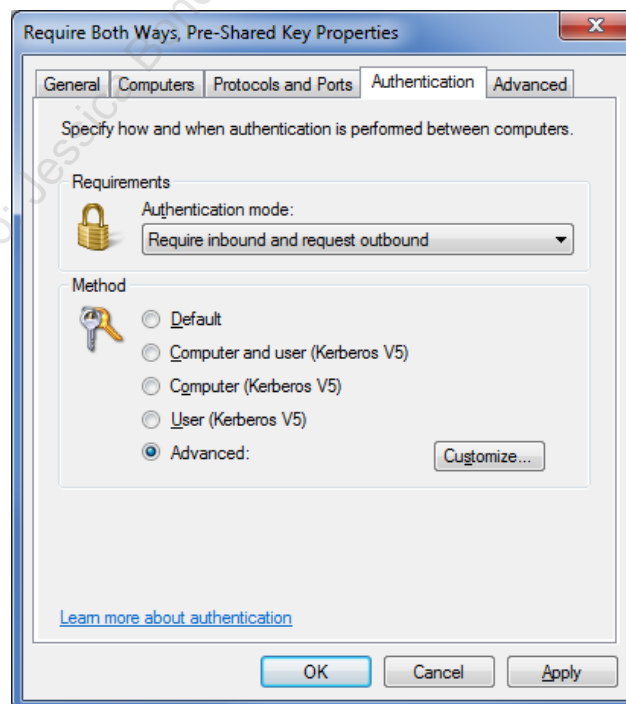 Require Both Ways, Pre-Shared Key Properties
General Computers Protocols and Ports Authentication Advanced
Specify how and when authentication is performed between computers.
Requirements
Authentication mode:
Require inbound and request outbound
Method
Default
Computer and user (Kerberos V5)
Computer (Kerberos V5)
User (Kerberos V5)
Advanced:
Customize...
Learn more about authentication
OK Cancel Apply
Jessica